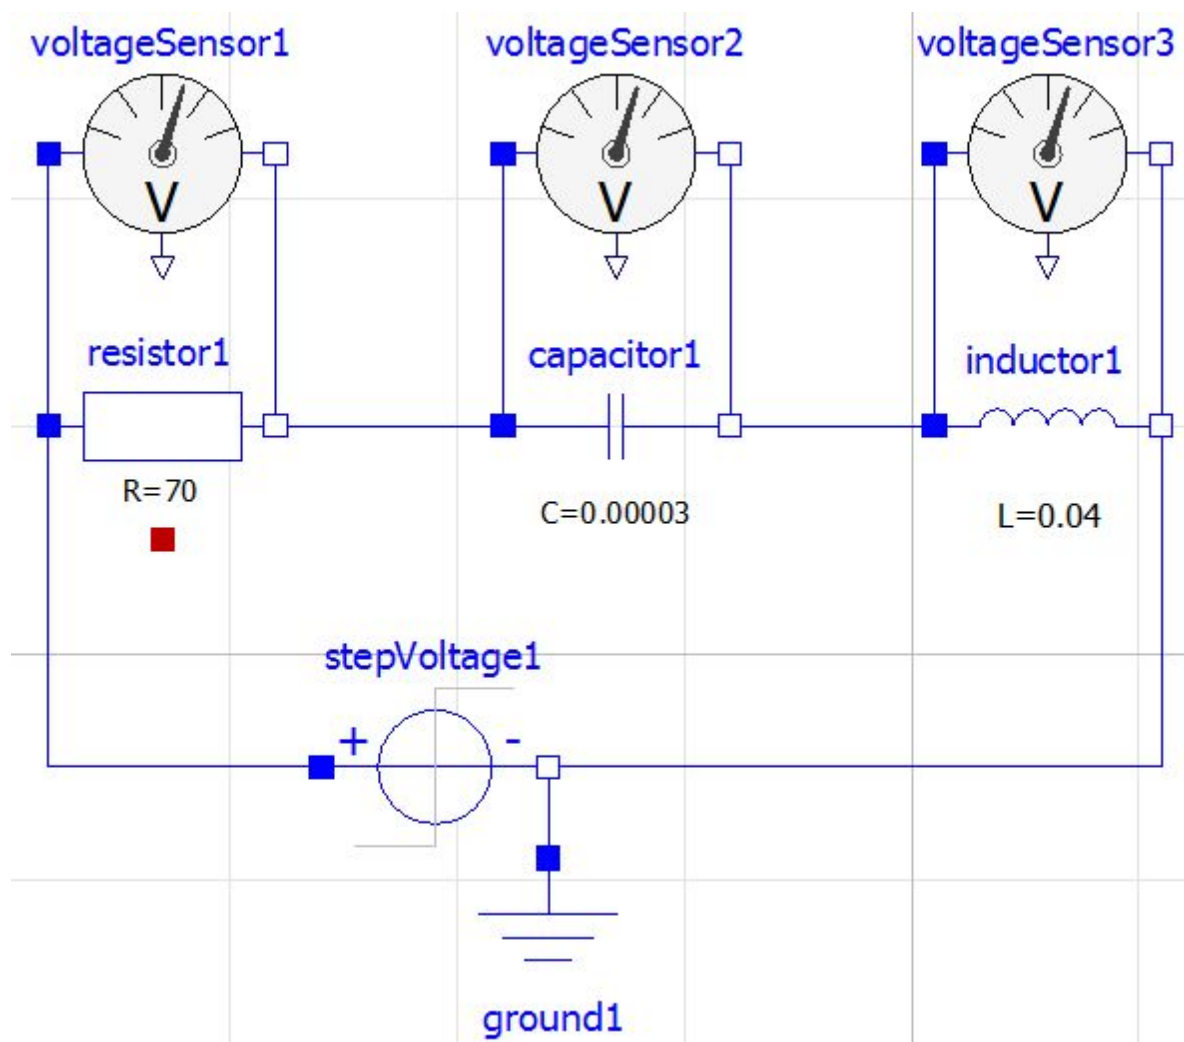 voltageSensor1
voltageSensor2
voltageSensor3
V
V
V
resistor1
capacitor1
inductor1
R=70
C=0.00003
L=0.04
stepVoltage1
+
-
ground1